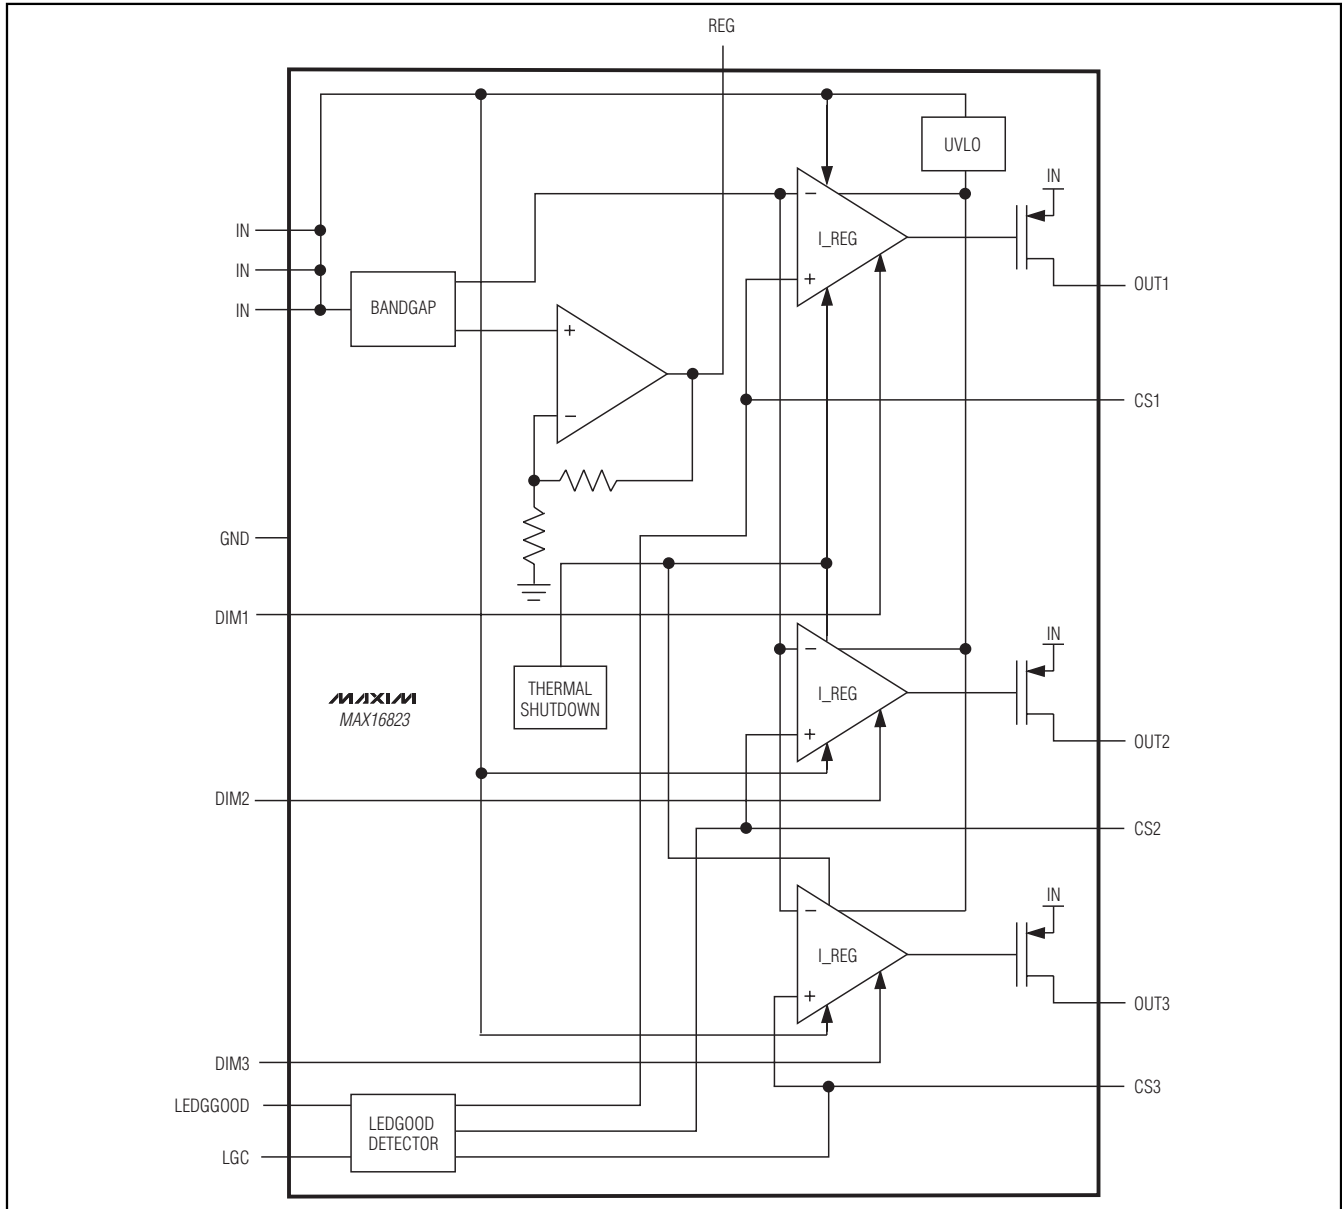 REG
UVLO
IN
−
I_REG
IN
IN
BANDGAP
+
OUT1
IN
+
CS1
−
GND
DIM1
IN
−
THERMAL
SHUTDOWN
I_REG
MAXIM
MAX16823
+
OUT2
DIM2
CS2
IN
−
I_REG
+
OUT3
DIM3
CS3
LEDGGOOD
LEDGOOD
DETECTOR
LGC